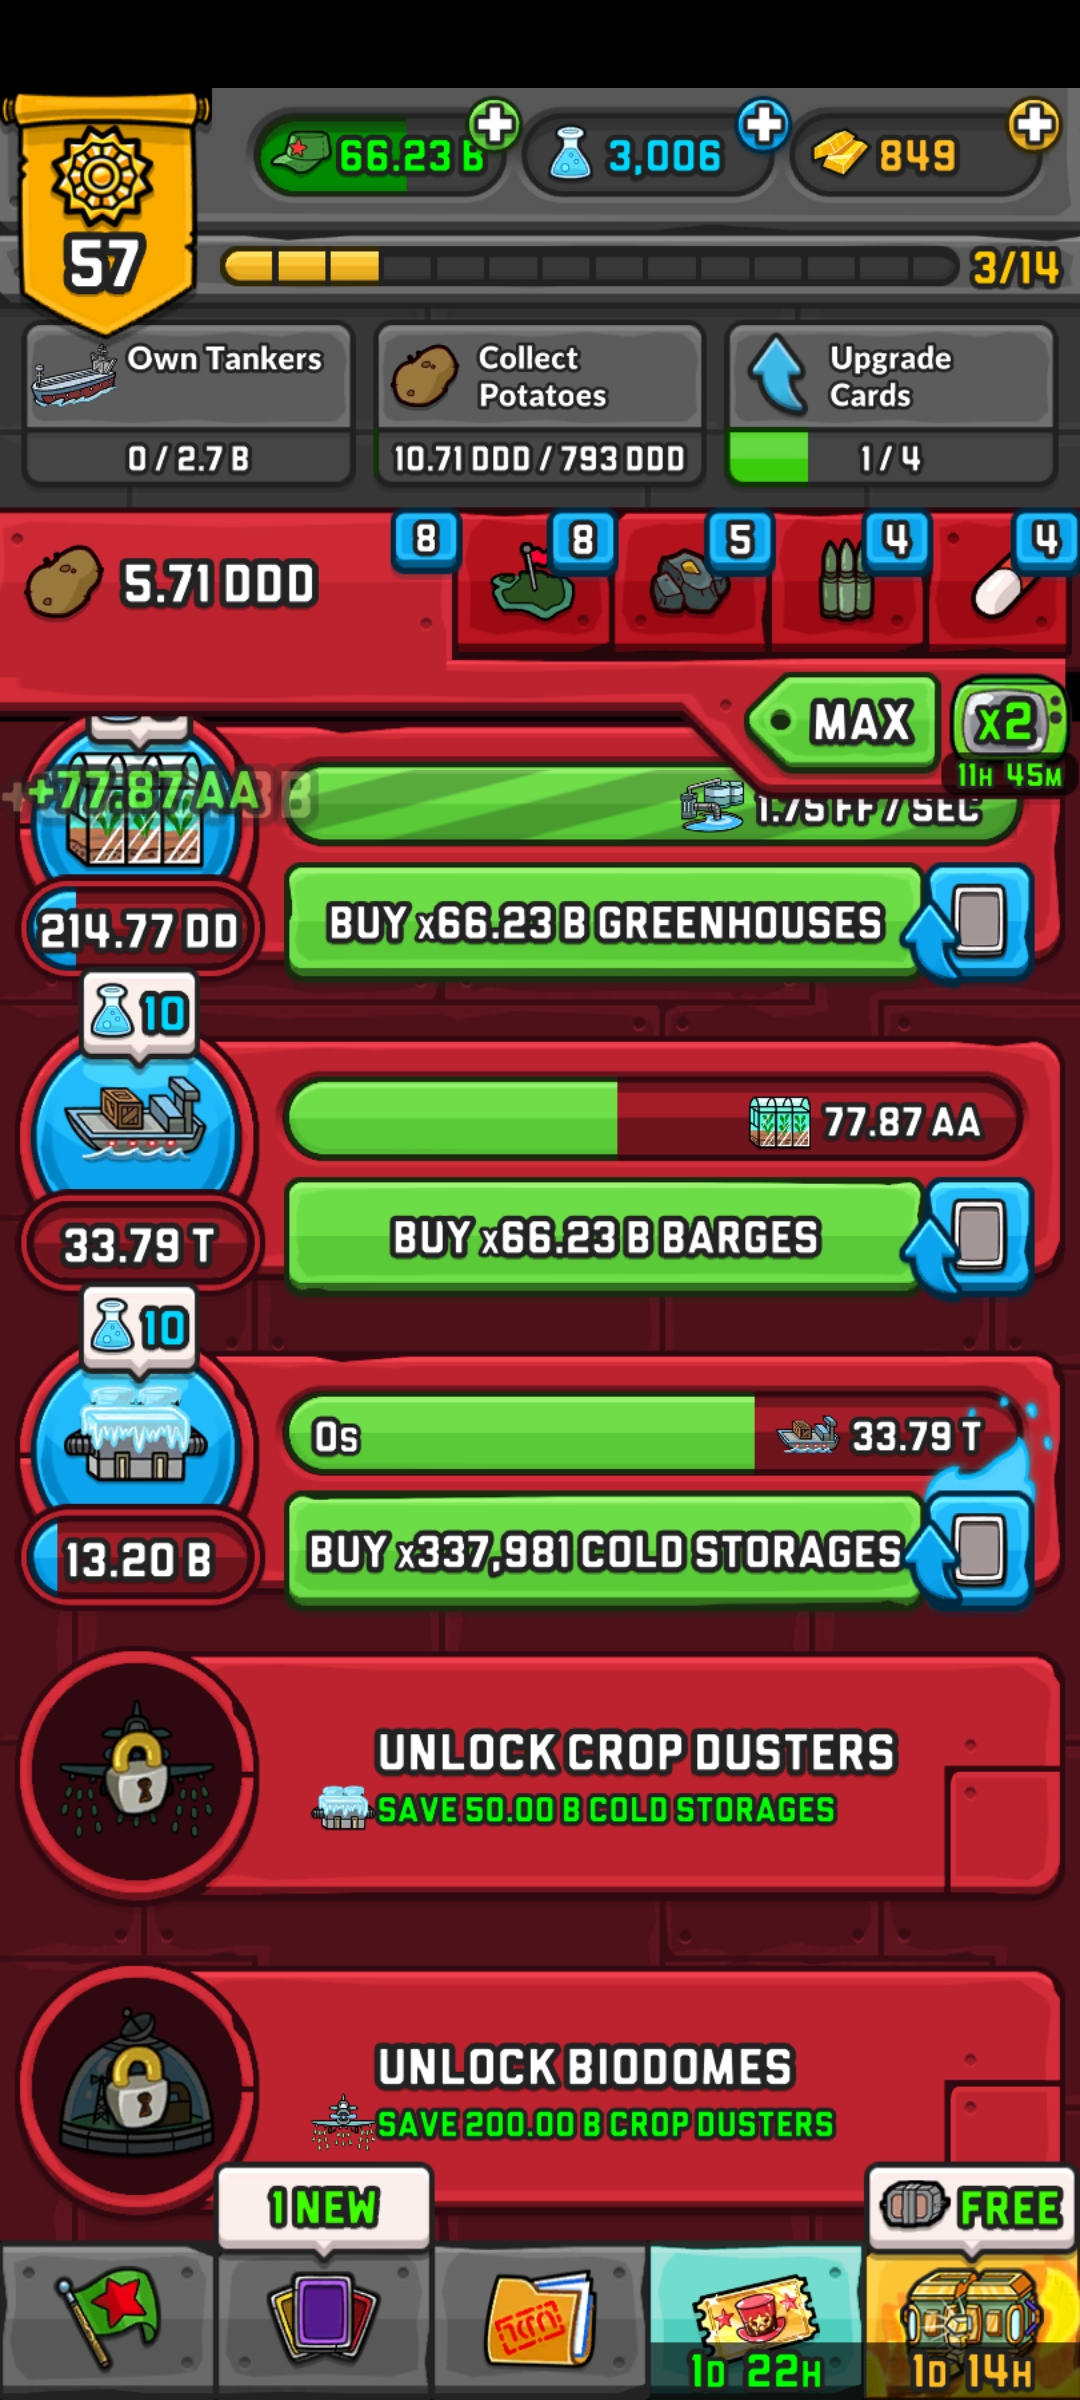 66.23 B
3,006
849
57
3/14
Own Tankers
0 / 2.7 B
Collect
Potatoes
10.71 DDD / 793 DDD
Upgrade
Cards
1 / 4
5.71 DDD
8
8
5
4
4
MAX
x2
11H 45M
+77.87 AA
B
1.75 FF / SEC
214.77 DD
BUY x66.23 B GREENHOUSES
10
77.87 AA
33.79 T
BUY x66.23 B BARGES
10
0s
33.79 T
13.20 B
BUY x337,981 COLD STORAGES
UNLOCK CROP DUSTERS
SAVE 50.00 B COLD STORAGES
UNLOCK BIODOMES
SAVE 200.00 B CROP DUSTERS
1 NEW
FREE
1D 22H
1D 14H